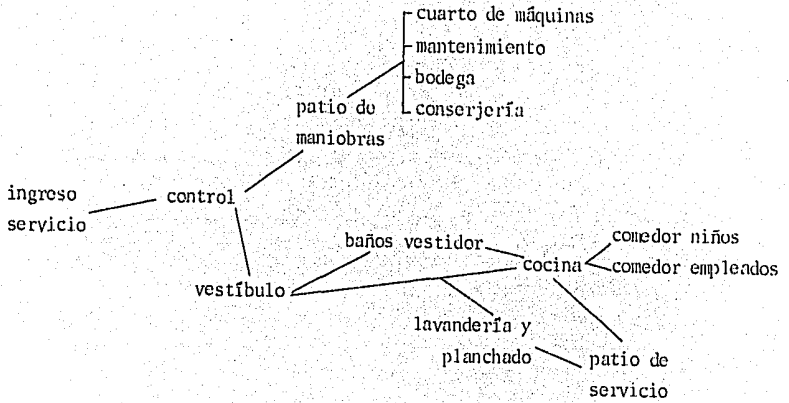 cuarto de máquinas
mantenimiento
bodega
conserjería
patio de
maniobras
ingreso
servicio
control
baños vestidor
vestíbulo
cocina
comedor niños
comedor empleados
lavandería y
planchado
patio de
servicio